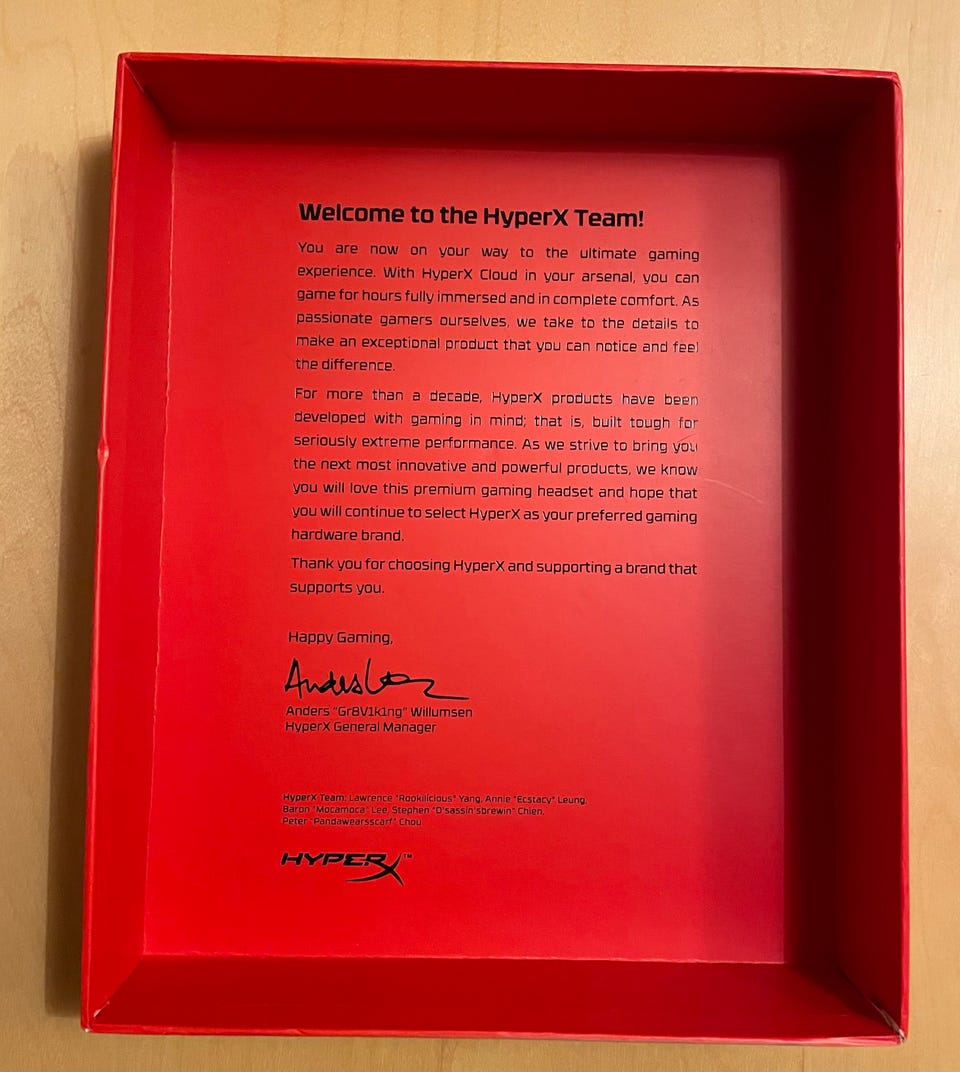 Welcome to the HyperX Team!
You are now on your way to the ultimate gaming
experience. With HyperX Cloud in your arsenal, you can
game for hours fully immersed and in complete comfort. As
passionate gamers ourselves, we take to the details to
make an exceptional product that you can notice and feel
the difference.
For more than a decade, HyperX products have been
developed with gaming in mind; that is, built tough for
seriously extreme performance. As we strive to bring you
the next most innovative and powerful products, we know
you will love this premium gaming headset and hope that
you will continue to select HyperX as your preferred gaming
hardware brand.
Thank you for choosing HyperX and supporting a brand that
supports you.
Happy Gaming,
Anders
Anders "Gr8V1k1ng" Willumsen
HyperX General Manager
HyperX Team: Lawrence "Rookilicious" Yang, Annie "Ecstacy" Leung,
Baron "Mocamoca" Lee, Stephen "D'sassin'sbrewin" Chien,
Peter "Pandawearsscarf" Chou
HYPERX™